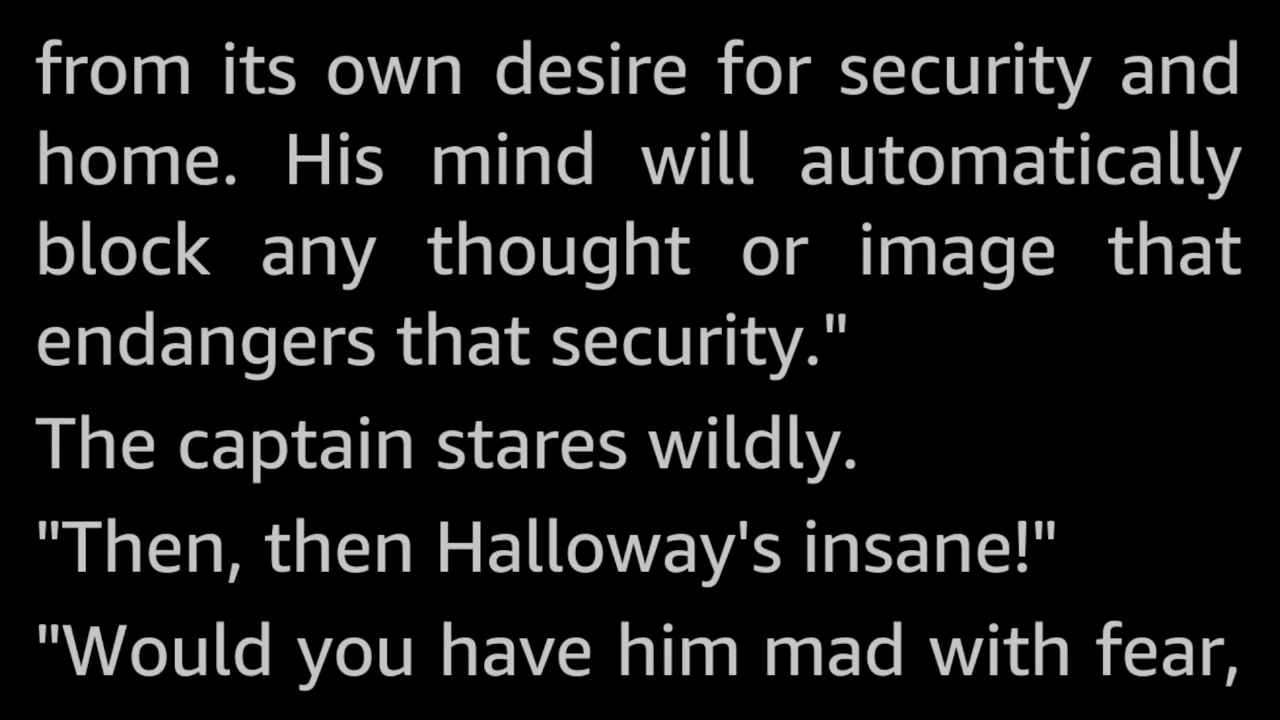 from its own desire for security and
home. His mind will automatically
block any thought or image that
endangers that security."
The captain stares wildly.
"Then, then Halloway's insane!"
"Would you have him mad with fear,